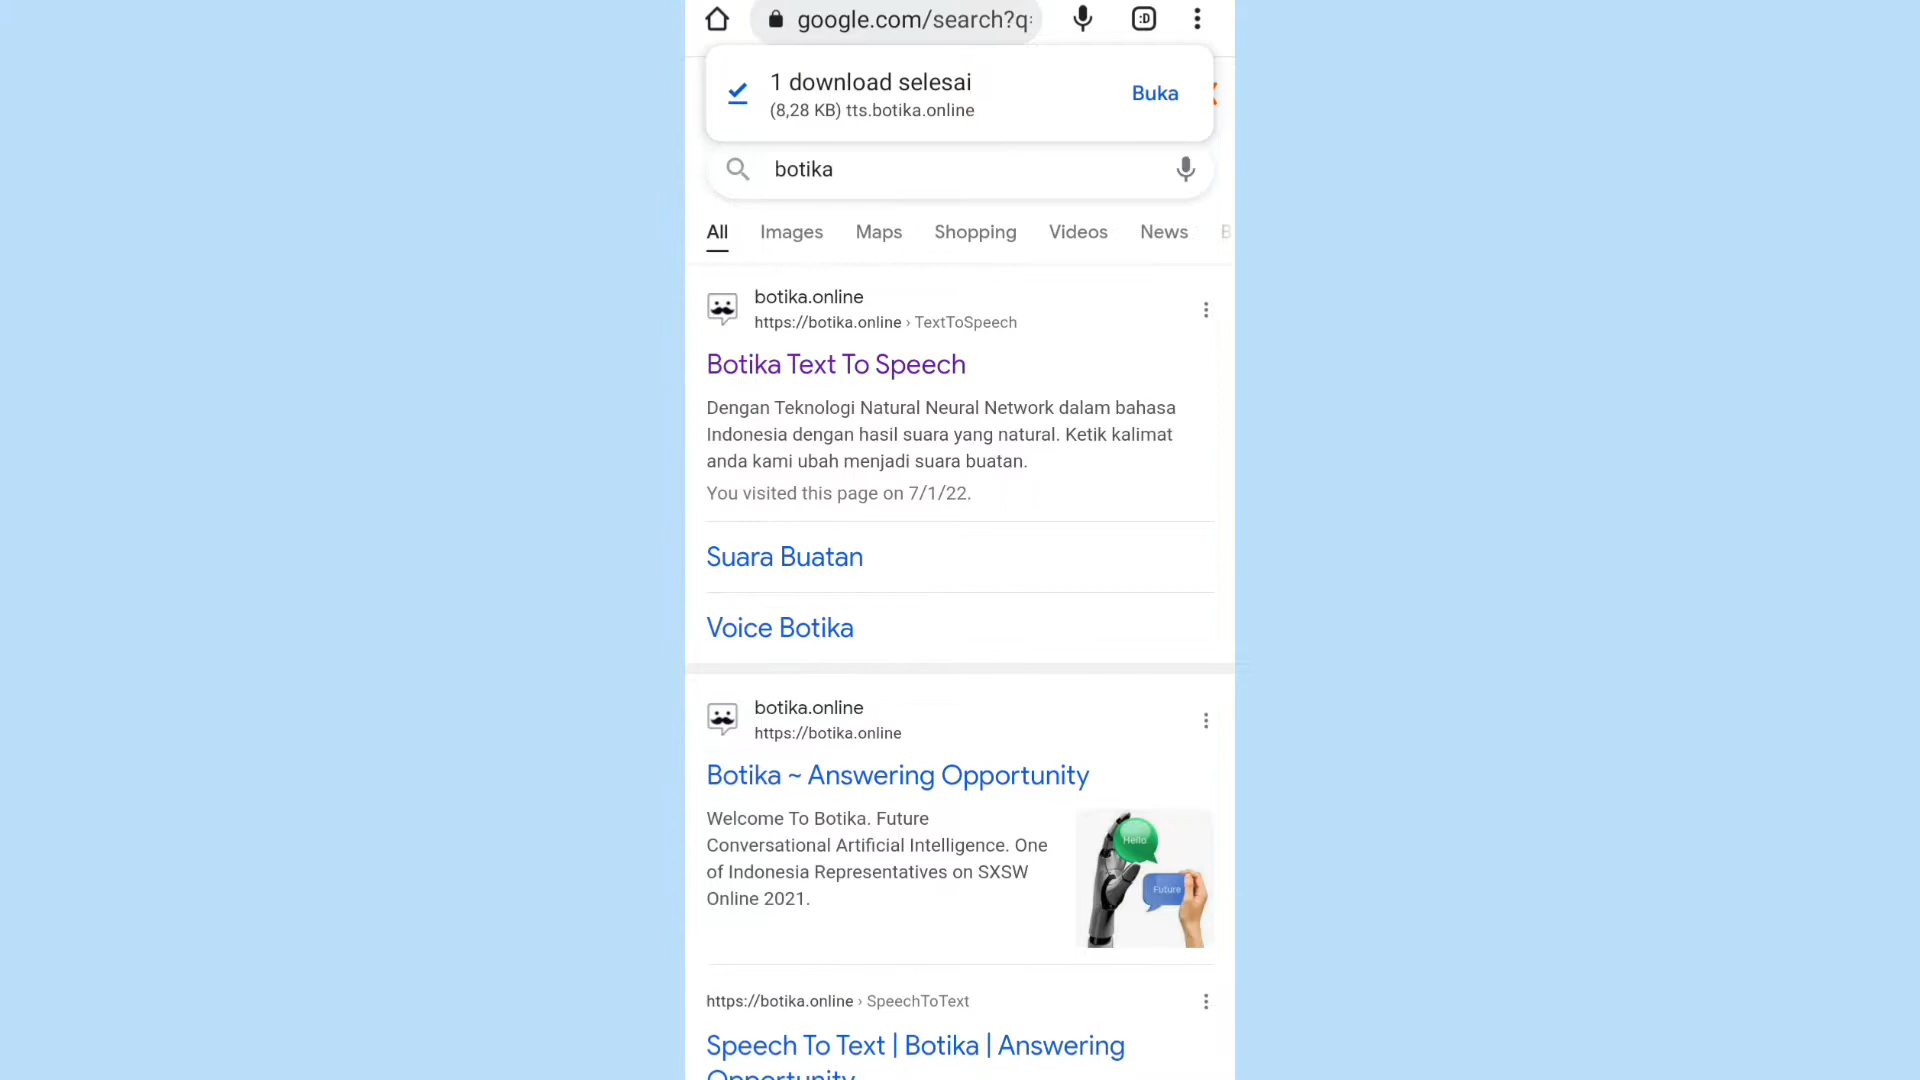 google.com/search?q=
:D
1 download selesai
Buka
(8,28 KB) tts.botika.online
botika
All Images Maps Shopping Videos News
botika.online
https://botika.online › TextToSpeech
Botika Text To Speech
Dengan Teknologi Natural Neural Network dalam bahasa
Indonesia dengan hasil suara yang natural. Ketik kalimat
anda kami ubah menjadi suara buatan.
You visited this page on 7/1/22.
Suara Buatan
Voice Botika
botika.online
https://botika.online
Botika ~ Answering Opportunity
Welcome To Botika. Future
Conversational Artificial Intelligence. One
of Indonesia Representatives on SXSW
Online 2021.
Hello
Future
https://botika.online › SpeechToText
Speech To Text | Botika | Answering
Opportunity